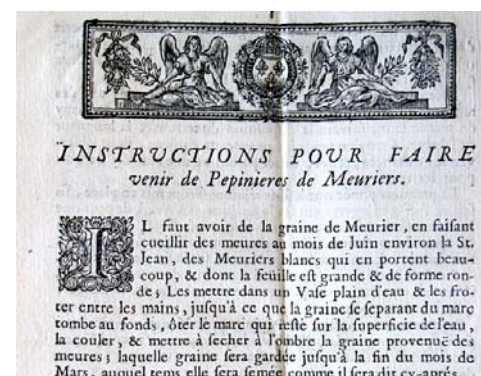 INSTRVCTIONS POVR FAIRE
venir de Pepinieres de Meuriers.
IL faut avoir de la graine de Meurier, en faisant
cueillir des meures au mois de Juin environ la St.
Jean, des Meuriers blancs qui en portent beau-
coup, & dont la feüille est grande & de forme ron-
de; Les mettre dans un Vase plain d'eau & les fro-
ter entre les mains, jusqu'à ce que la graine se separant du marc
tombe au fonds, ôter le marc qui reste sur la superficie de l'eau,
la couler, & mettre à secher à l'ombre la graine provenuë des
meures; laquelle graine sera gardée jusqu'à la fin du mois de
Mars, auquel tems elle sera semée comme il sera dit cy-aprés.